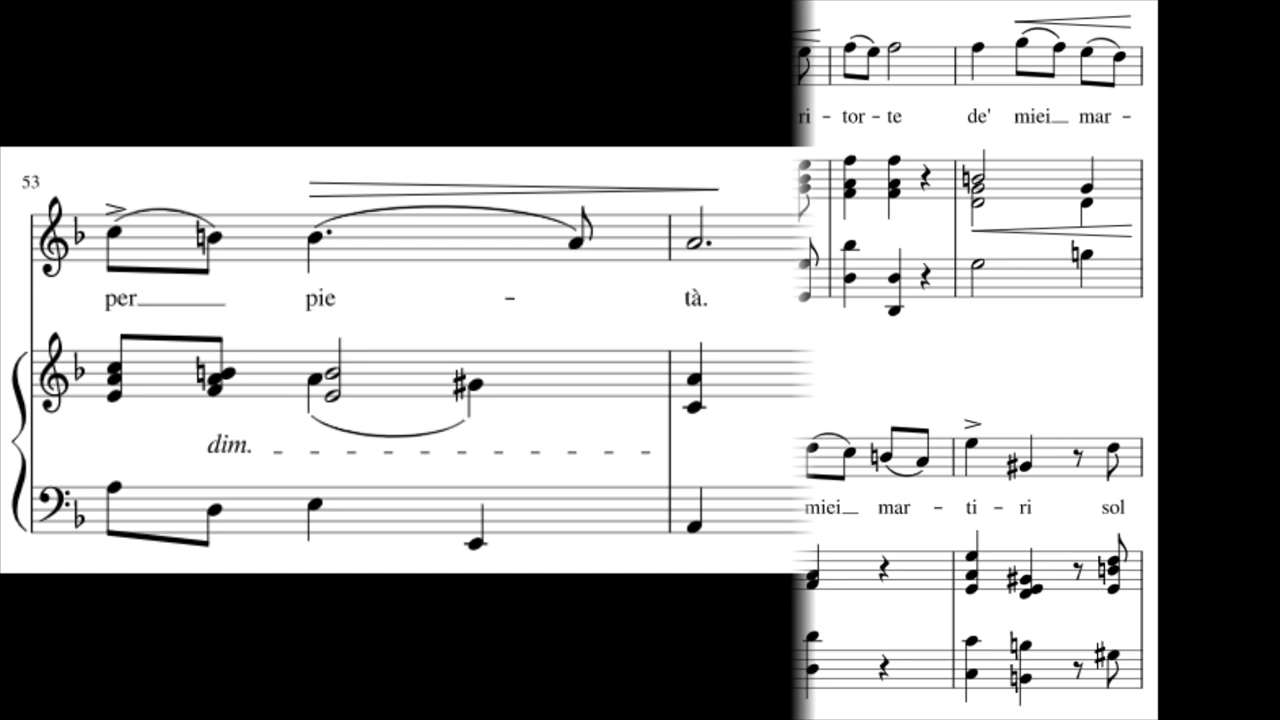 ri - tor - te de' miei mar -
53
per pie - tà.
dim.
miei mar - ti - ri sol